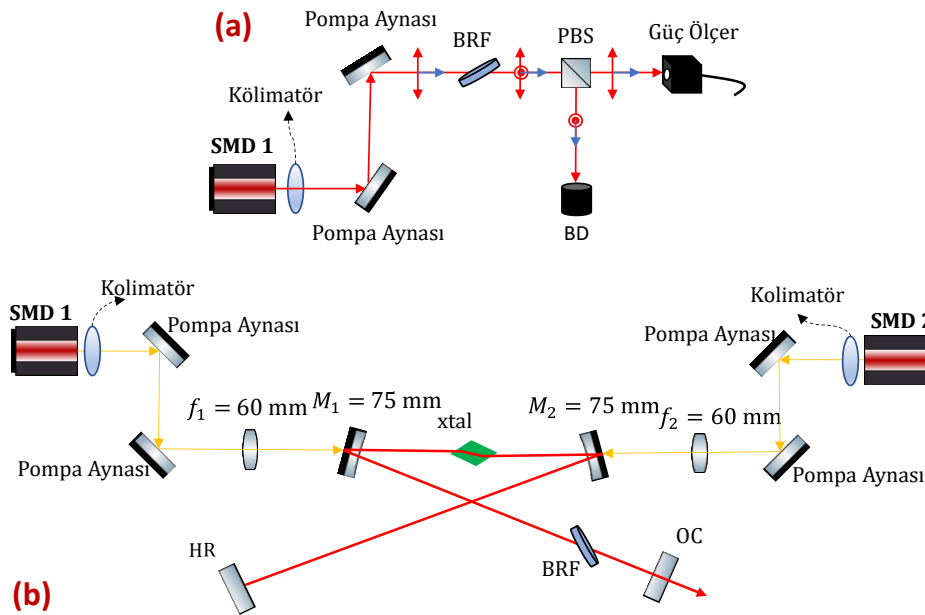 (a)
Pompa Aynası
BRF
PBS
Güç Ölçer
Kölimatör
SMD 1
Pompa Aynası
BD
Kolimatör
SMD 1
Pompa Aynası
f₁ = 60 mm
M₁ = 75 mm
xtal
M₂ = 75 mm
f₂ = 60 mm
Kolimatör
Pompa Aynası
SMD 2
Pompa Aynası
Pompa Aynası
HR
BRF
OC
(b)